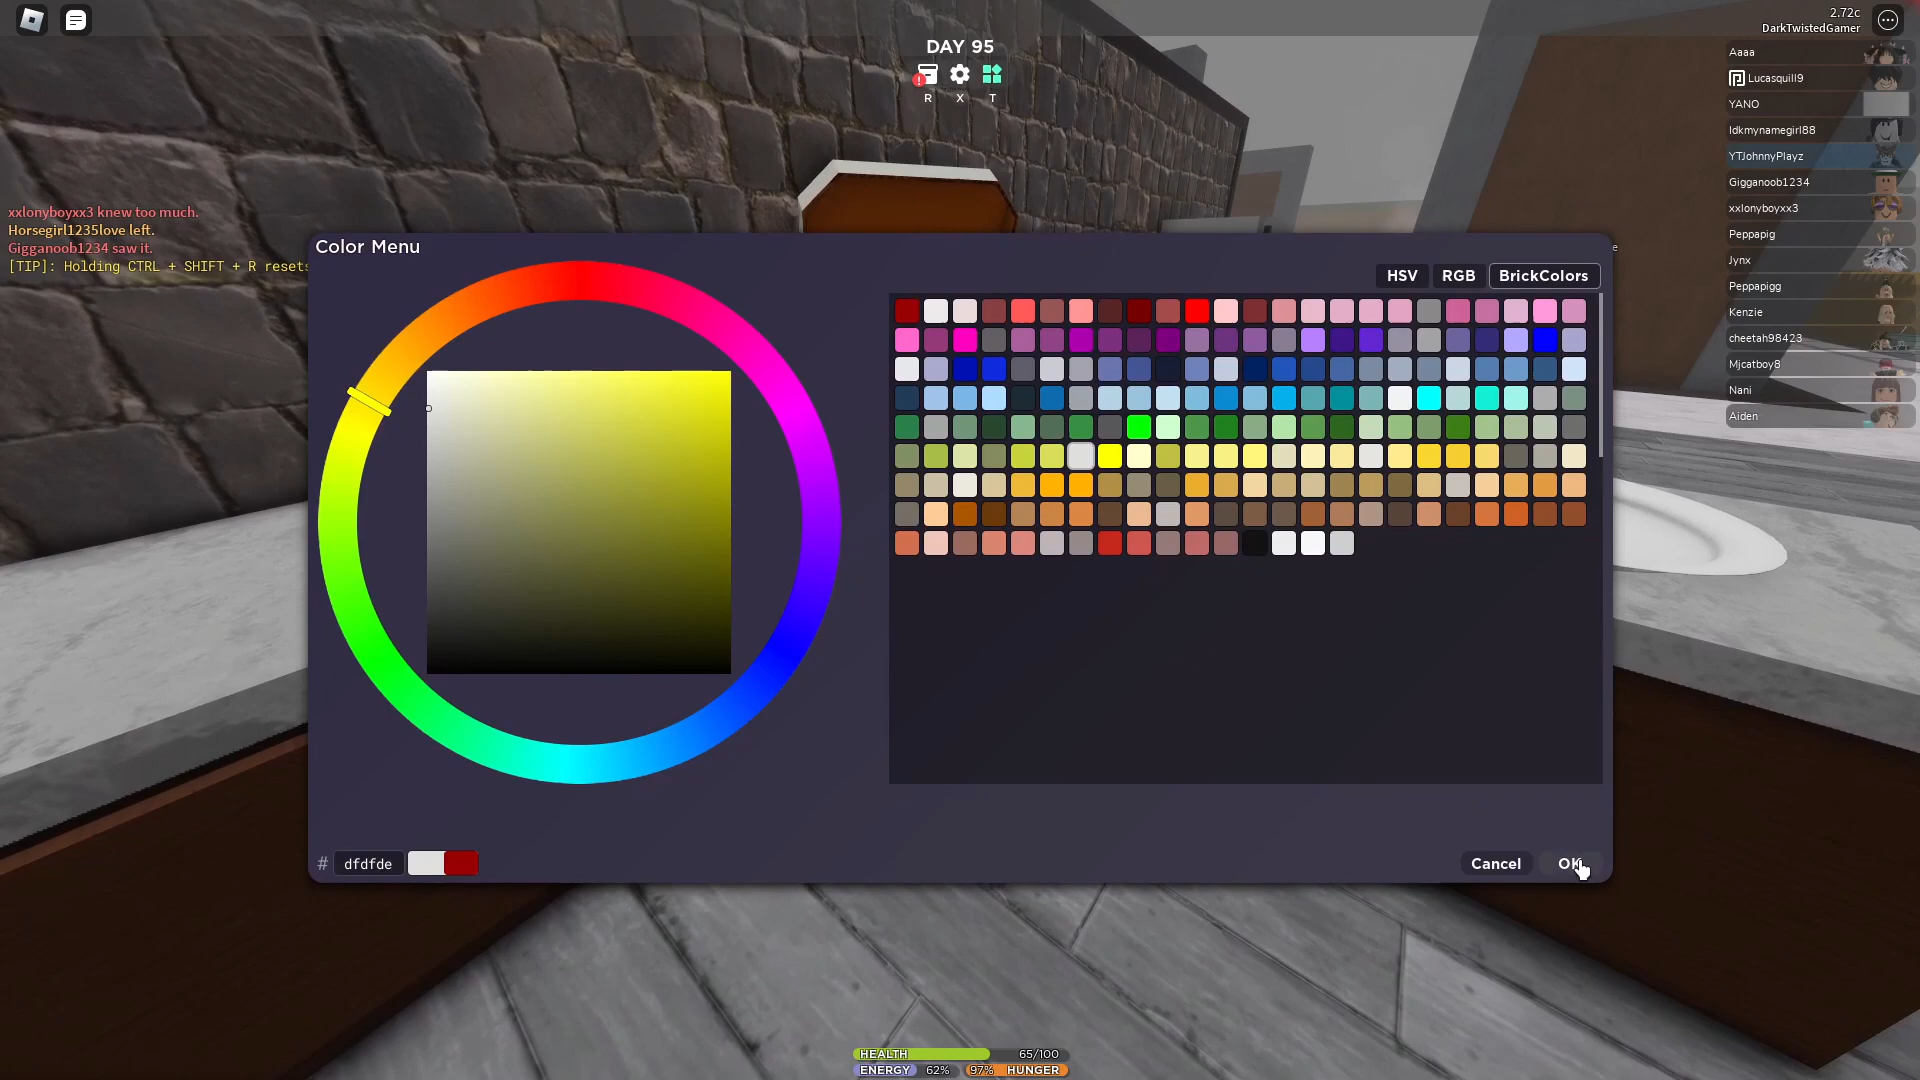 2.72c
DarkTwistedGamer
DAY 95
R X T
Aaaa
Lucasquill9
YANO
Idkmynamegirl88
YTJohnnyPlayz
Gigganoob1234
xxlonyboyxx3
Peppapig
Jynx
Peppapigg
Kenzie
cheetah98423
Mjcatboy8
Nani
Aiden
xxlonyboyxx3 knew too much.
Horsegirl1235love left.
Gigganoob1234 saw it.
[TIP]: Holding CTRL + SHIFT + R resets
Color Menu
HSV RGB BrickColors
# dfdfde
Cancel OK
HEALTH 65/100
ENERGY 62% 97% HUNGER